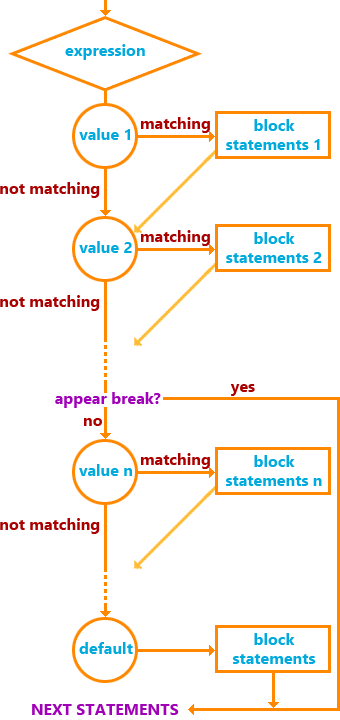 expression
value 1
matching
block
statements 1
not matching
value 2
matching
block
statements 2
not matching
appear break?
yes
no
value n
matching
block
statements n
not matching
default
block
statements
NEXT STATEMENTS